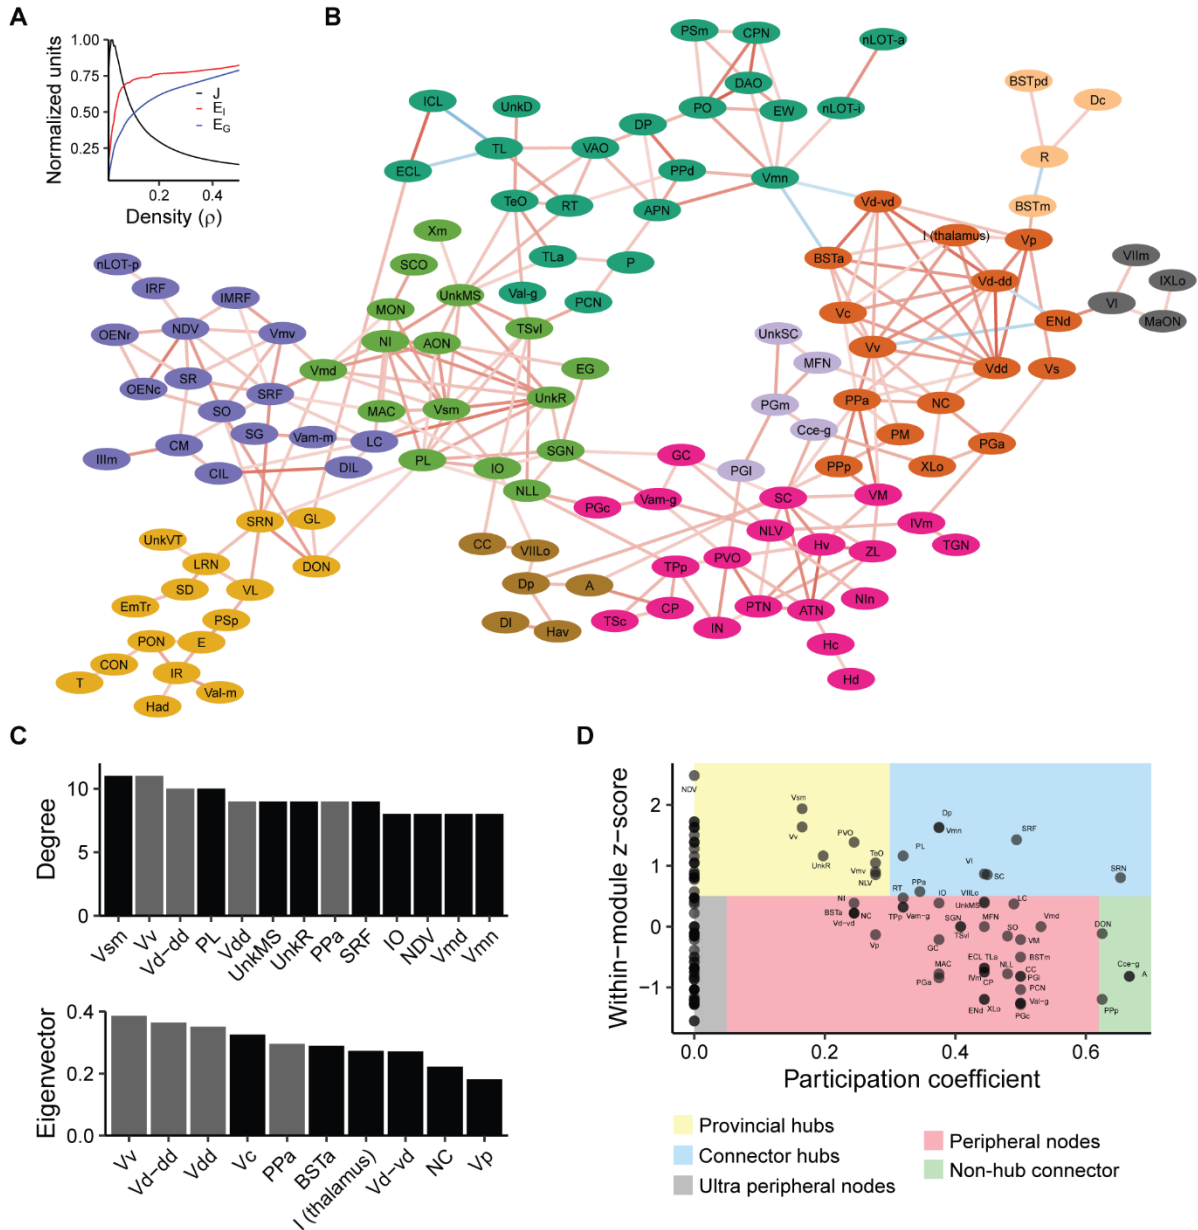 A
Normalized units
1.00
0.75
0.50
0.25
J
E_I
E_G
0.2
0.4
Density (ρ)
B
PSm
CPN
nLOT-a
DAO
BSTpd
Dc
ICL
UnkD
PO
EW
nLOT-i
DP
TL
VAO
R
ECL
PPd
Vmn
TeO
RT
APN
Vd-vd
BSTm
Xm
I (thalamus)
Vp
SCO
TLa
P
BSTa
VIIm
nLOT-p
IRF
IMRF
UnkMS
Val-g
PCN
Vd-dd
IXLo
MON
VI
OENr
NDV
Vmv
TSvl
Vc
ENd
MaON
NI
AON
UnkSC
Vv
SR
Vmd
EG
MFN
Vdd
Vs
OENc
SRF
UnkR
SO
MAC
Vsm
PGm
PPa
NC
SG
Vam-m
LC
Cce-g
PM
CM
IIIm
PL
SGN
PGa
CIL
DIL
IO
GC
PGl
PPp
XLo
NLL
PGc
Vam-g
SC
VM
SRN
GL
UnkVT
NLV
IVm
CC
VIILo
Hv
ZL
TGN
LRN
DON
PVO
TPp
SD
VL
Dp
A
NIn
EmTr
CP
PTN
ATN
PSp
TSc
IN
Dl
Hav
PON
E
Hc
CON
IR
T
Val-m
Hd
Had
C
Degree
10
5
0
Vsm
Vv
Vd-dd
PL
Vdd
UnkMS
UnkR
PPa
SRF
IO
NDV
Vmd
Vmn
Eigenvector
0.4
0.2
0.0
Vv
Vd-dd
Vdd
Vc
PPa
BSTa
I (thalamus)
Vd-vd
NC
Vp
D
Within-module z-score
2
1
0
−1
NDV
Vsm
Vv
PVO
UnkR
TeO
Vmv
NLV
Dp
Vmn
PL
SRF
VI
SC
SRN
RT
PPa
NI
IO
VIILo
UnkMS
LC
BSTa
NC
Vd-vd
TPp
Vam-g
SGN
TSvl
MFN
SO
Vmd
DON
Vp
GC
VM
BSTm
MAC
PGa
ECL
TLa
IVm
CP
NLL
CC
PGl
PCN
Cce-g
A
ENd
XLo
Val-g
PGc
PPp
0.0
0.2
0.4
0.6
Participation coefficient
Provincial hubs
Connector hubs
Ultra peripheral nodes
Peripheral nodes
Non-hub connector